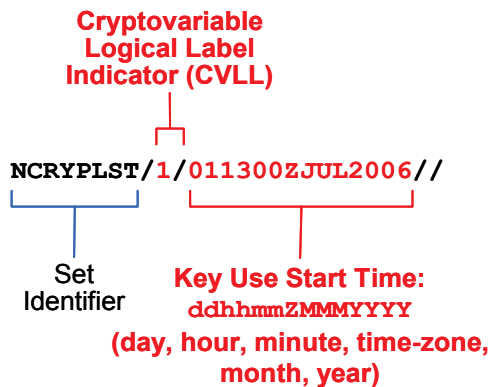 Cryptovariable
Logical Label
Indicator (CVLL)
NCRYPLST/1/011300ZJUL2006//
Set
Identifier
Key Use Start Time:
ddhhmmZMMMYYYY
(day, hour, minute, time-zone,
month, year)